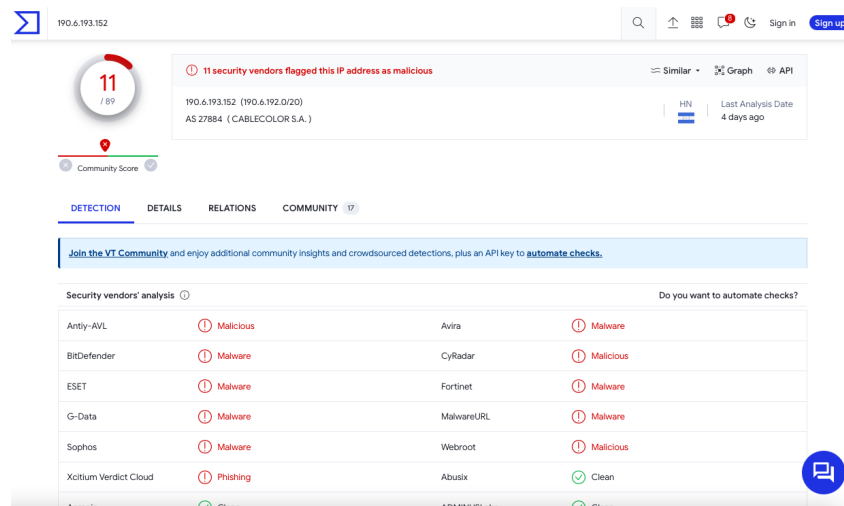 190.6.193.152
8
Sign in
Sign up
11
/ 89
Community Score
11 security vendors flagged this IP address as malicious
Similar
Graph
API
190.6.193.152 (190.6.192.0/20)
AS 27884 ( CABLECOLOR S.A. )
HN
Last Analysis Date
4 days ago
DETECTION DETAILS RELATIONS COMMUNITY 17
Join the VT Community and enjoy additional community insights and crowdsourced detections, plus an API key to automate checks.
Security vendors' analysis
Do you want to automate checks?
Antiy-AVL Malicious Avira Malware
BitDefender Malware CyRadar Malicious
ESET Malware Fortinet Malware
G-Data Malware MalwareURL Malware
Sophos Malware Webroot Malicious
Xcitium Verdict Cloud Phishing Abusix Clean